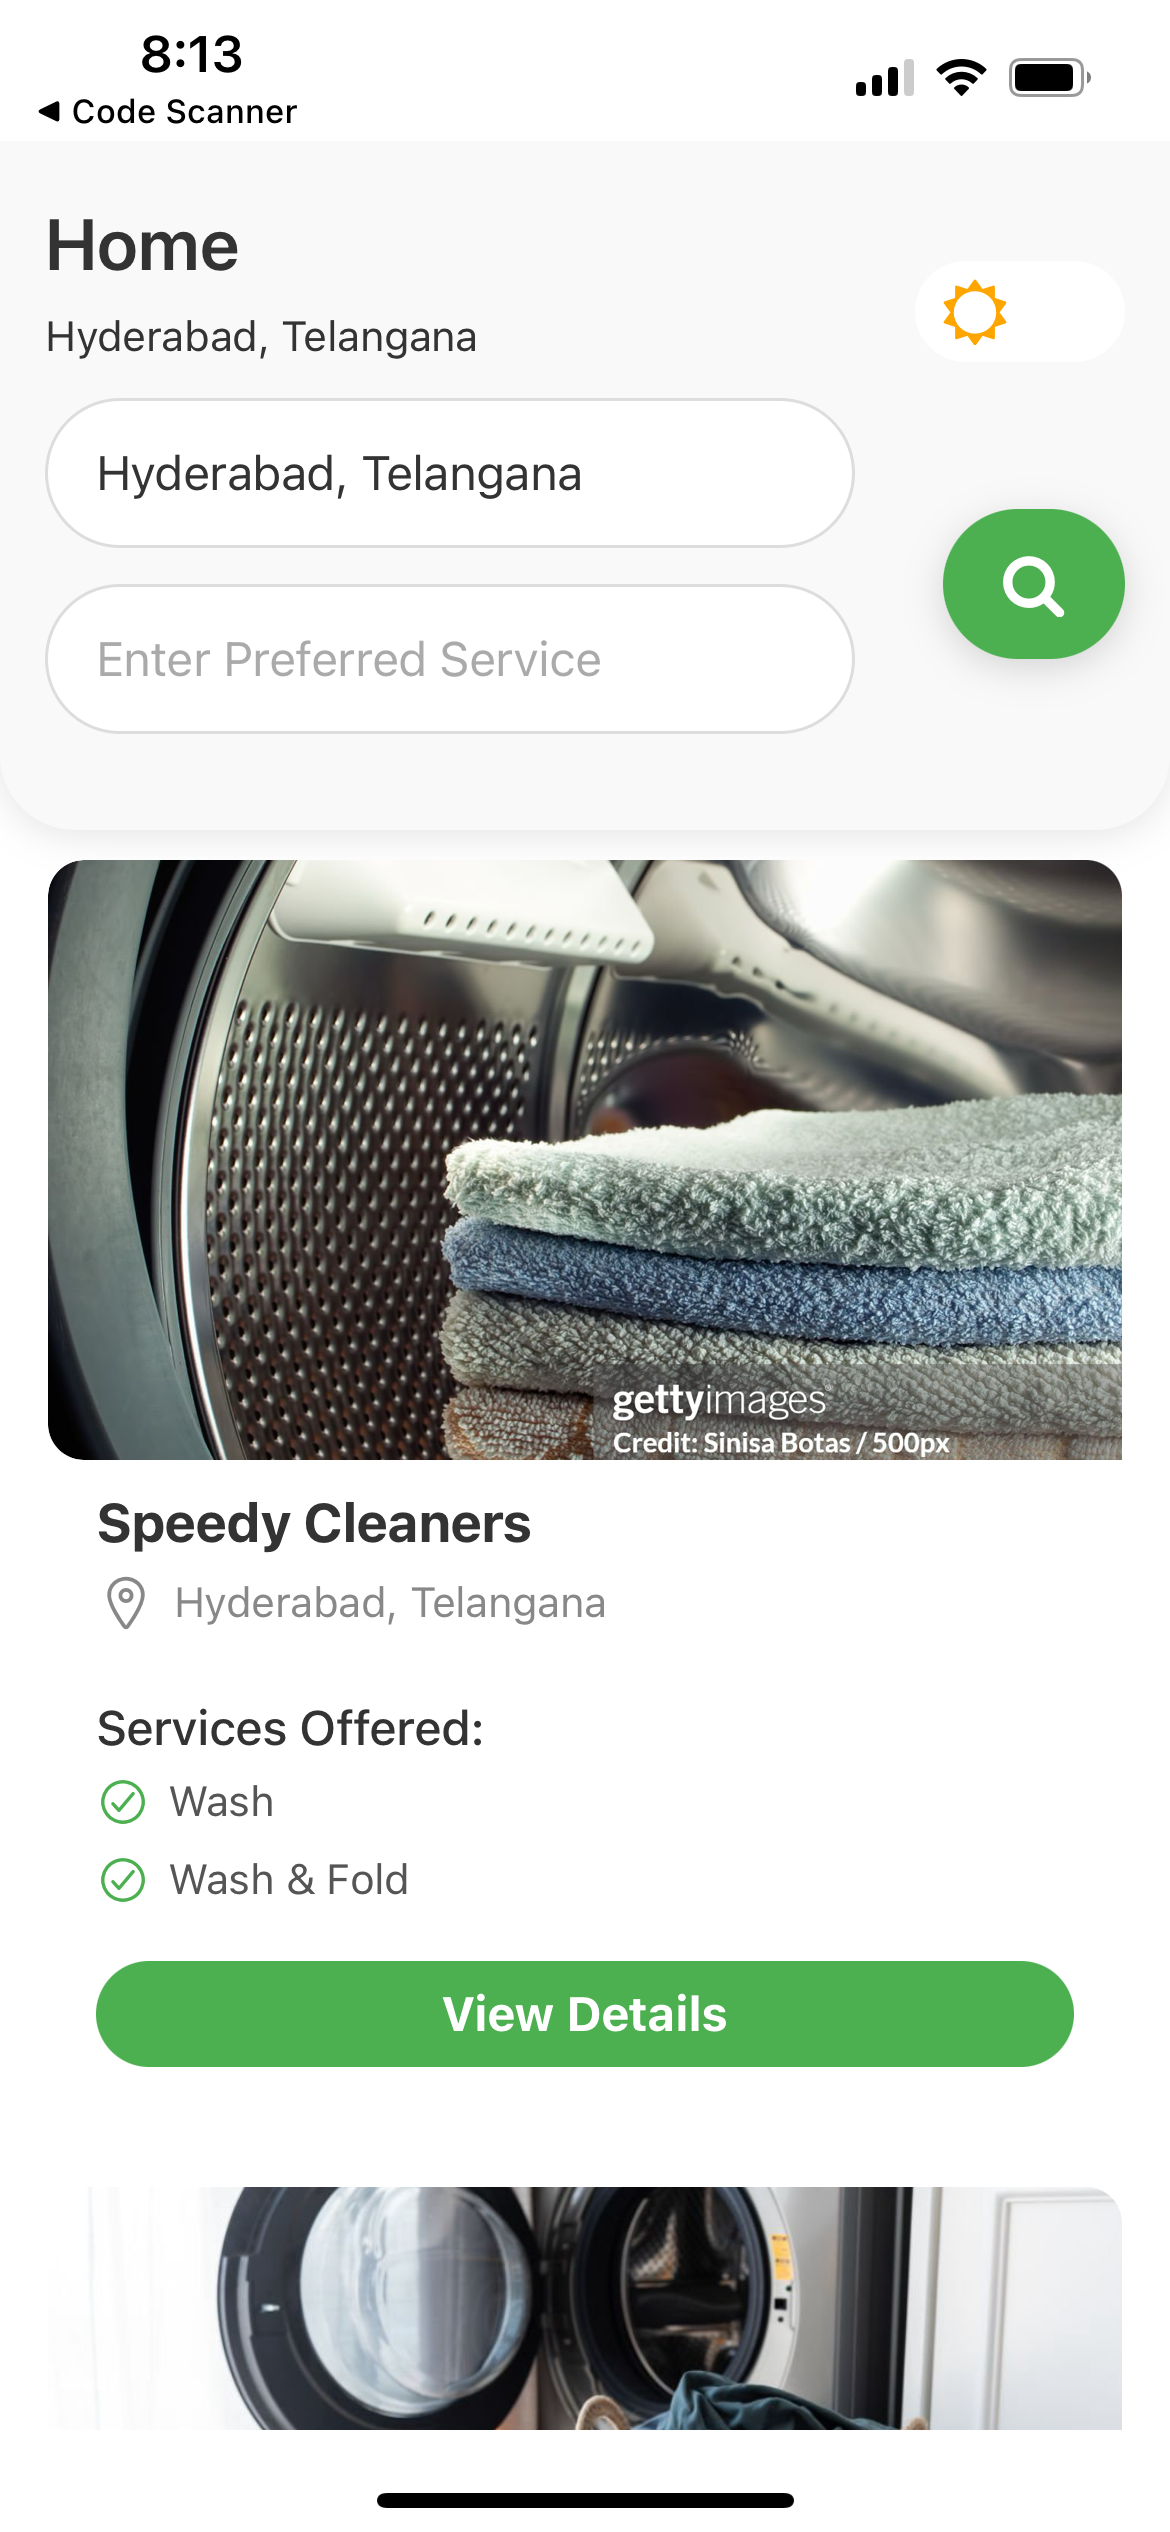 8:13
◀ Code Scanner
Home
Hyderabad, Telangana
Hyderabad, Telangana
Enter Preferred Service
gettyimages
Credit: Sinisa Botas / 500px
Speedy Cleaners
Hyderabad, Telangana
Services Offered:
Wash
Wash & Fold
View Details